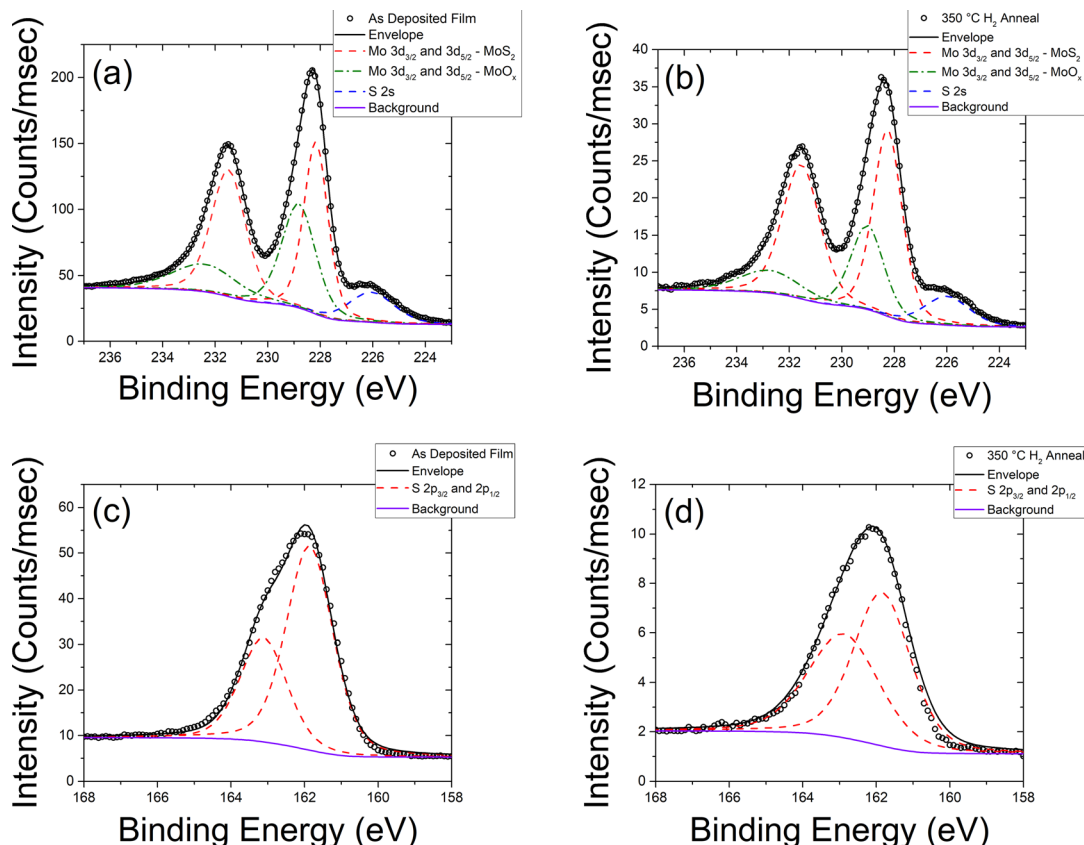 (a)
As Deposited Film
Envelope
Mo 3d3/2 and 3d5/2 - MoS2
Mo 3d3/2 and 3d5/2 - MoOx
S 2s
Background
Intensity (Counts/msec)
200
150
100
50
0
236 234 232 230 228 226 224
Binding Energy (eV)
(b)
350 °C H2 Anneal
Envelope
Mo 3d3/2 and 3d5/2 - MoS2
Mo 3d3/2 and 3d5/2 - MoOx
S 2s
Background
Intensity (Counts/msec)
40
35
30
25
20
15
10
5
0
236 234 232 230 228 226 224
Binding Energy (eV)
(c)
As Deposited Film
Envelope
S 2p3/2 and 2p1/2
Background
Intensity (Counts/msec)
60
50
40
30
20
10
0
168 166 164 162 160 158
Binding Energy (eV)
(d)
350 °C H2 Anneal
Envelope
S 2p3/2 and 2p1/2
Background
Intensity (Counts/msec)
12
10
8
6
4
2
0
168 166 164 162 160 158
Binding Energy (eV)